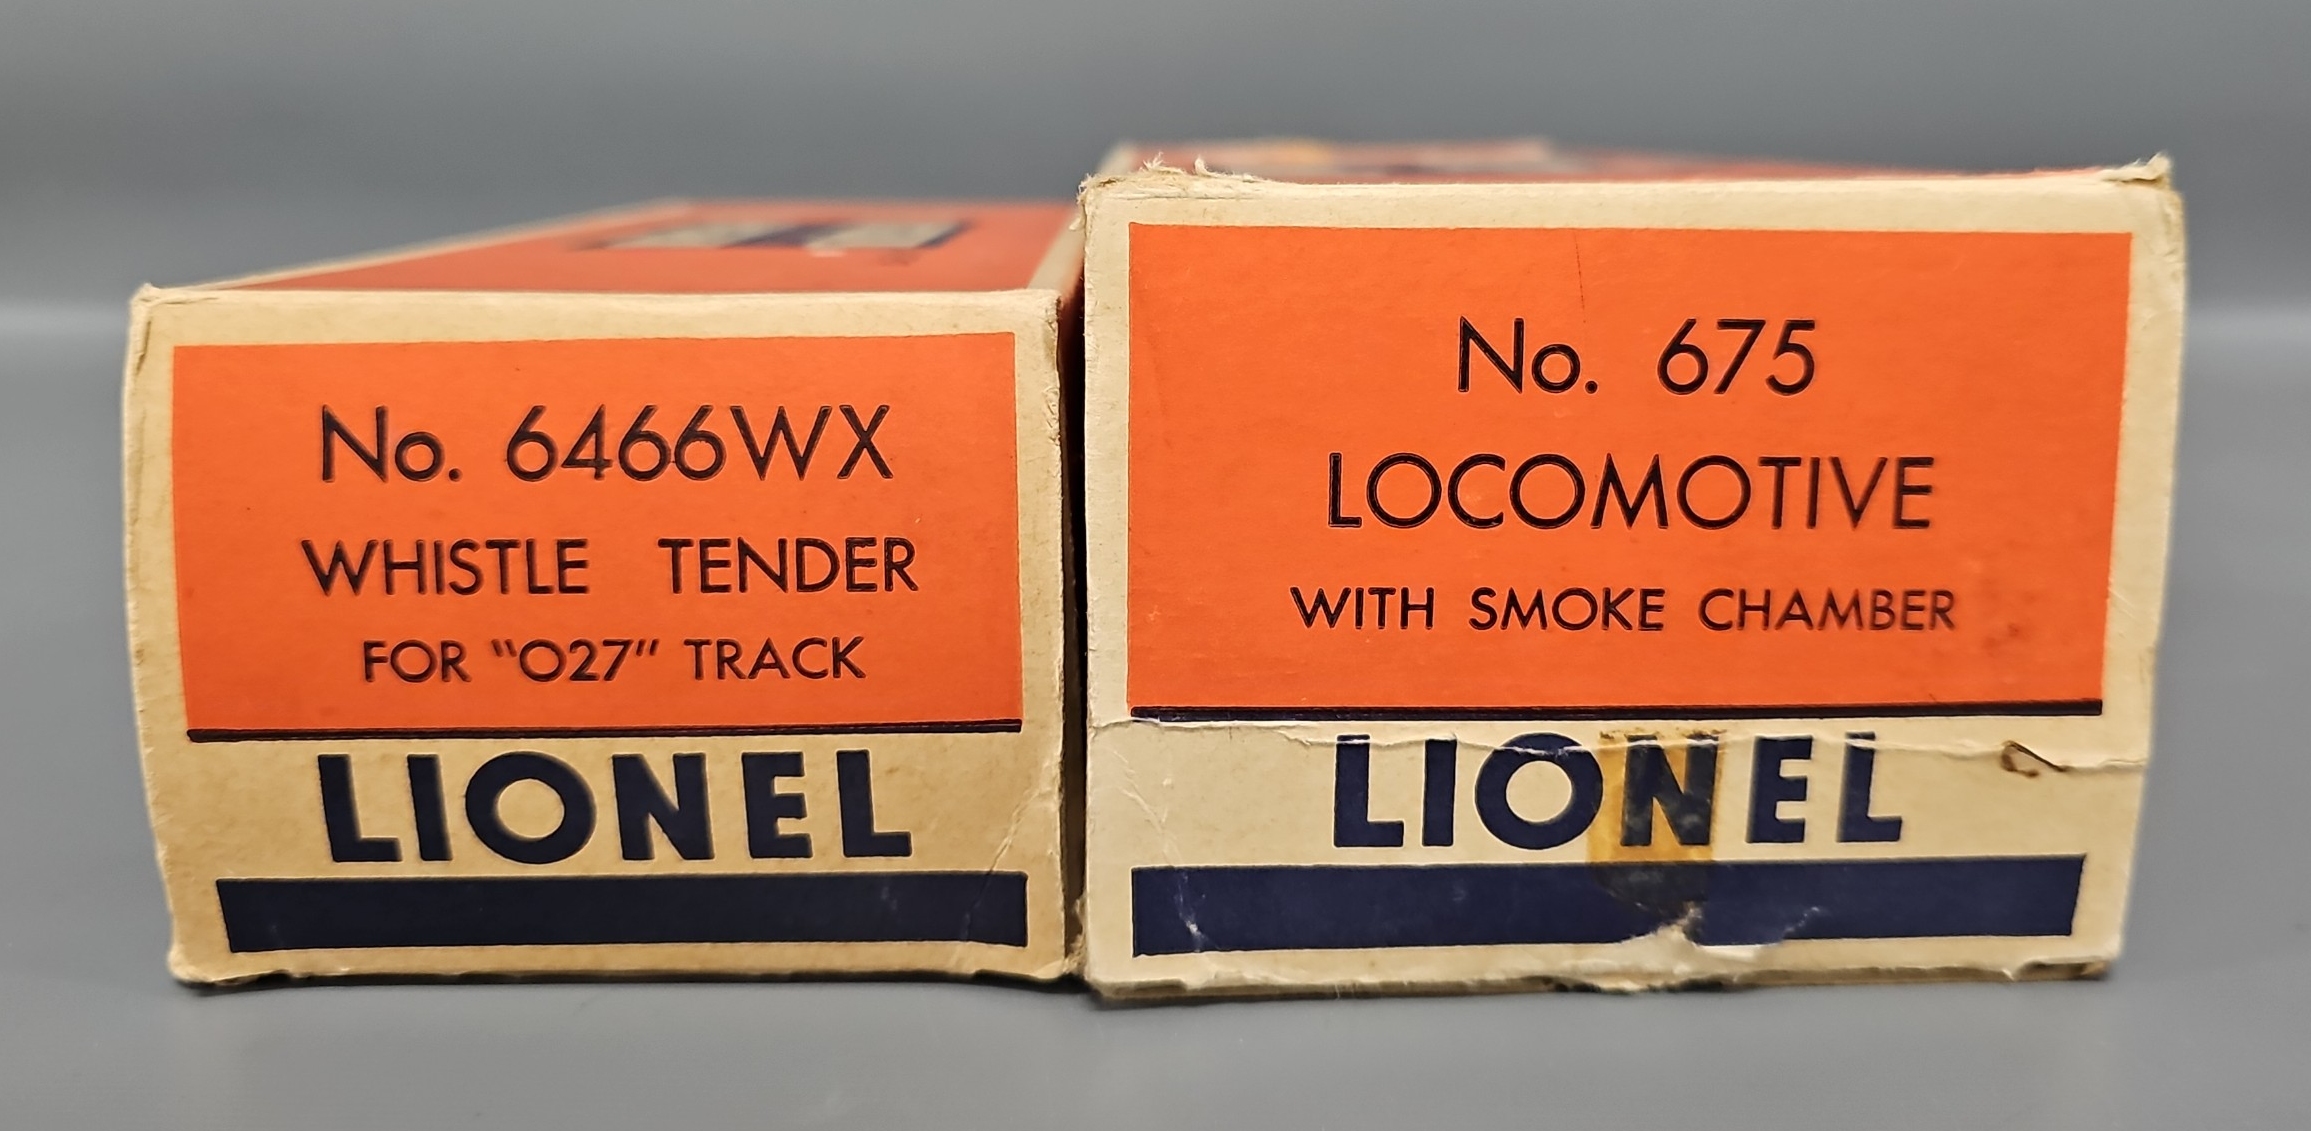 No. 6466WX
WHISTLE TENDER
FOR "O27" TRACK
LIONEL
No. 675
LOCOMOTIVE
WITH SMOKE CHAMBER
LIONEL